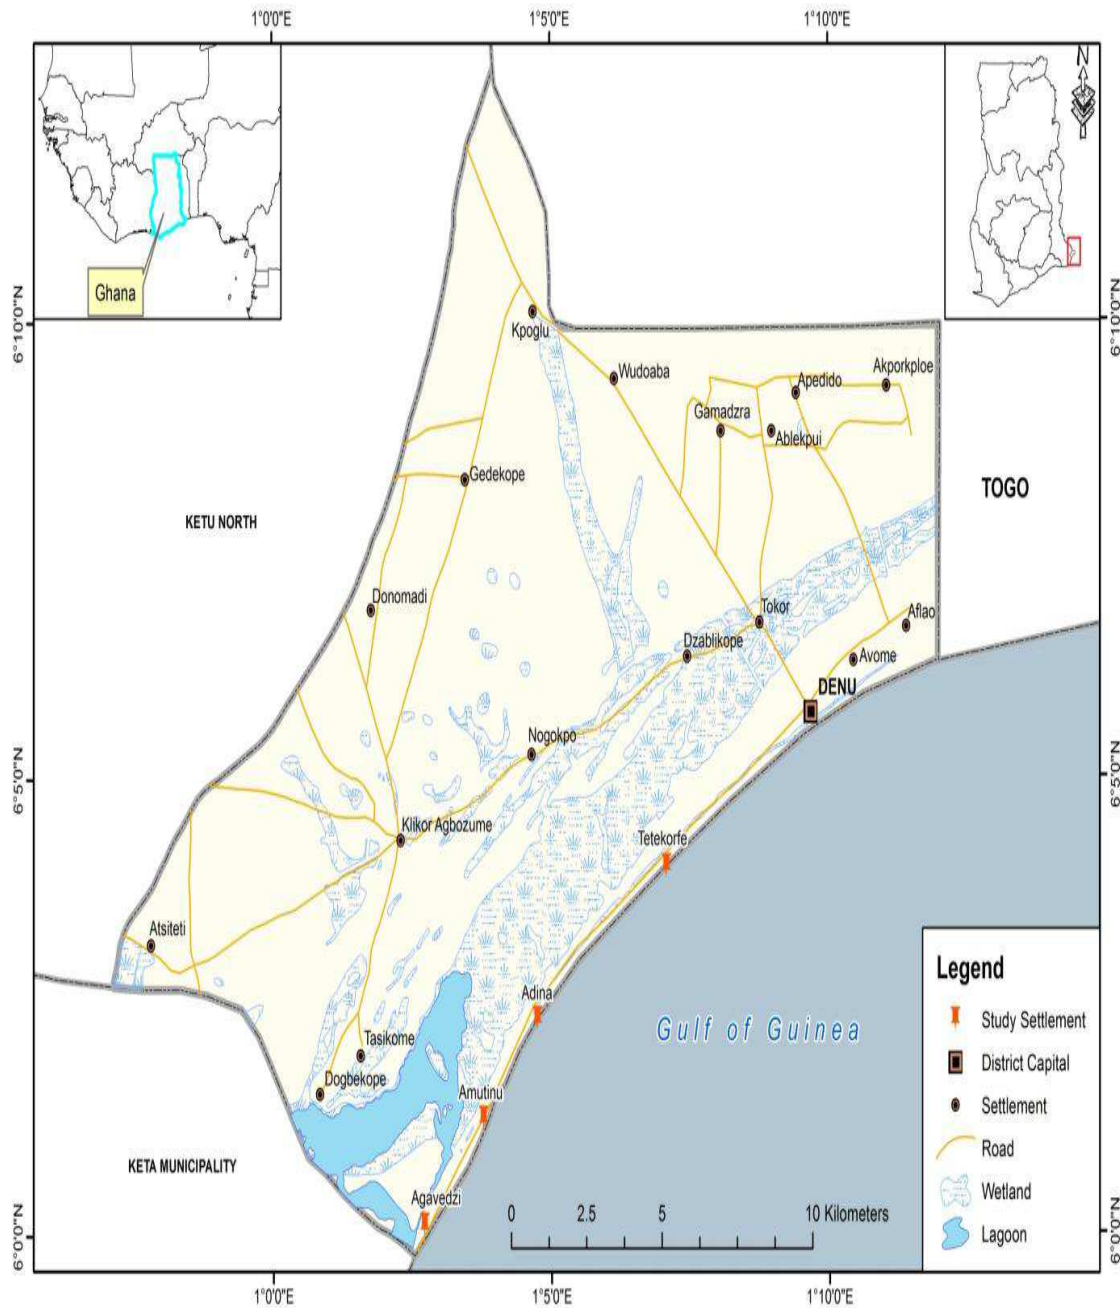 1°0'0"E
1°5'0"E
1°10'0"E
N
Ghana
6°10'0"N
6°10'0"N
Kpoglu
Wudoaba
Apedido
Akporkploe
Gamadzra
Ablekpui
Gedekope
TOGO
KETU NORTH
Donomadi
Tokor
Aflao
Dzablikope
Avome
DENU
Nogokpo
6°5'0"N
6°5'0"N
Klikor Agbozume
Tetekorfe
Atsiteti
Adina
Gulf of Guinea
Tasikome
Dogbekope
Amutinu
KETA MUNICIPALITY
Agavedzi
0 2.5 5 10 Kilometers
Legend
Study Settlement
District Capital
Settlement
Road
Wetland
Lagoon
6°0'0"N
6°0'0"N
1°0'0"E
1°5'0"E
1°10'0"E